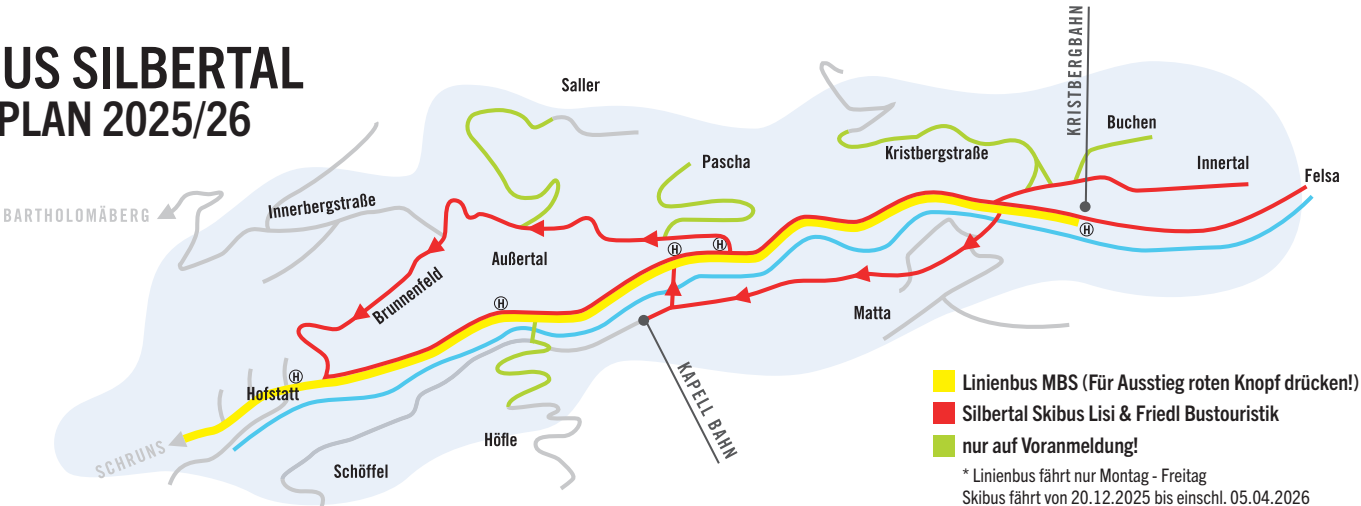 US SILBERTAL
PLAN 2025/26
KRISTBERGBAHN
Saller
Buchen
Kristbergstraße
Pascha
Innertal
Felsa
Innerbergstraße
BARTHOLOMÄBERG
H
H
H
Außertal
Brunnenfeld
H
Matta
H
Hofstatt
KAPELL BAHN
SCHRUNS
Höfle
Schöffel
Linienbus MBS (Für Ausstieg roten Knopf drücken!)
Silbertal Skibus Lisi & Friedl Bustouristik
nur auf Voranmeldung!
* Linienbus fährt nur Montag - Freitag
Skibus fährt von 20.12.2025 bis einschl. 05.04.2026